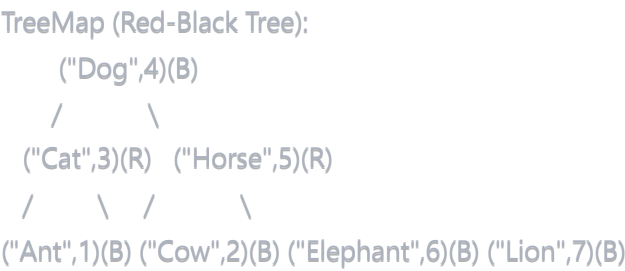 TreeMap (Red-Black Tree):
("Dog",4)(B)
/ \
("Cat",3)(R) ("Horse",5)(R)
/ \ / \
("Ant",1)(B) ("Cow",2)(B) ("Elephant",6)(B) ("Lion",7)(B)